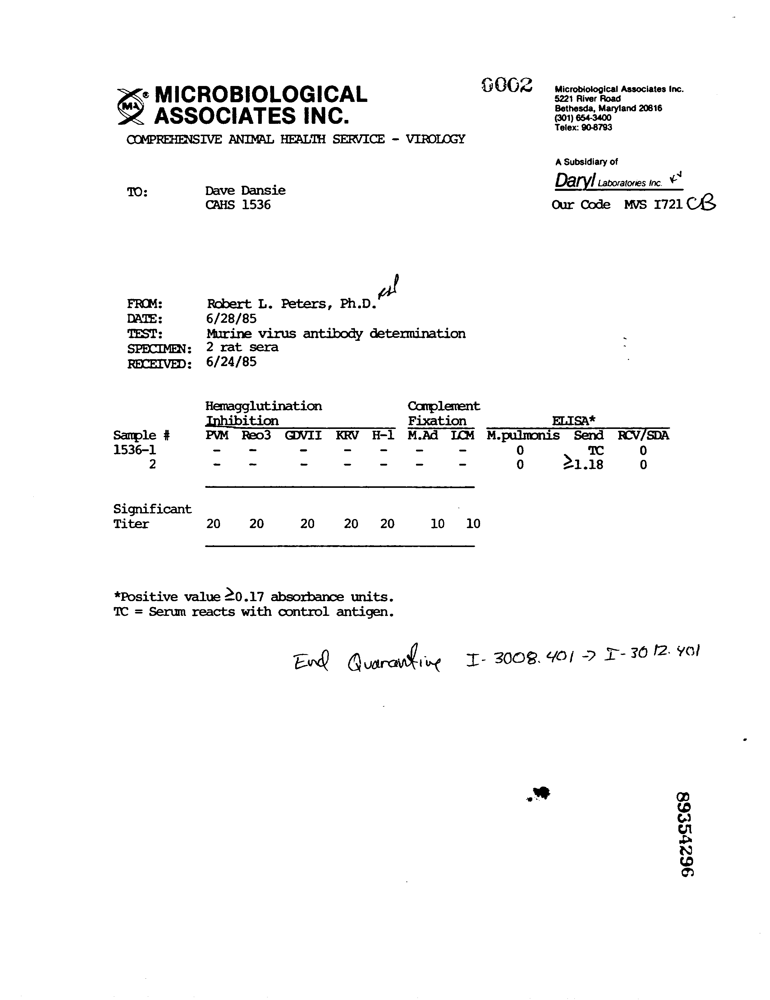 0002
MA ® MICROBIOLOGICAL
ASSOCIATES INC.
COMPREHENSIVE ANIMAL HEALTH SERVICE - VIROLOGY
Microbiological Associates Inc.
5221 River Road
Bethesda, Maryland 20816
(301) 654-3400
Telex: 90-8793
A Subsidiary of
Daryl Laboratories Inc.
Our Code MVS I721 CB
TO: Dave Dansie
CAHS 1536
FROM: Robert L. Peters, Ph.D.
DATE: 6/28/85
TEST: Murine virus antibody determination
SPECIMEN: 2 rat sera
RECEIVED: 6/24/85
Hemagglutination Complement
Inhibition Fixation ELISA*
Sample # PVM Reo3 GDVII KRV H-1 M.Ad LCM M.pulmonis Send RCV/SDA
1536-1 - - - - - - - 0 TC 0
2 - - - - - - - 0 ≥1.18 0
Significant
Titer 20 20 20 20 20 10 10
*Positive value ≥0.17 absorbance units.
TC = Serum reacts with control antigen.
End Quarantine I-3008.401 → I-3012.401
89354296